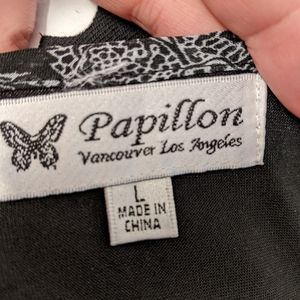 Papillon
Vancouver Los Angeles
L
MADE IN
CHINA